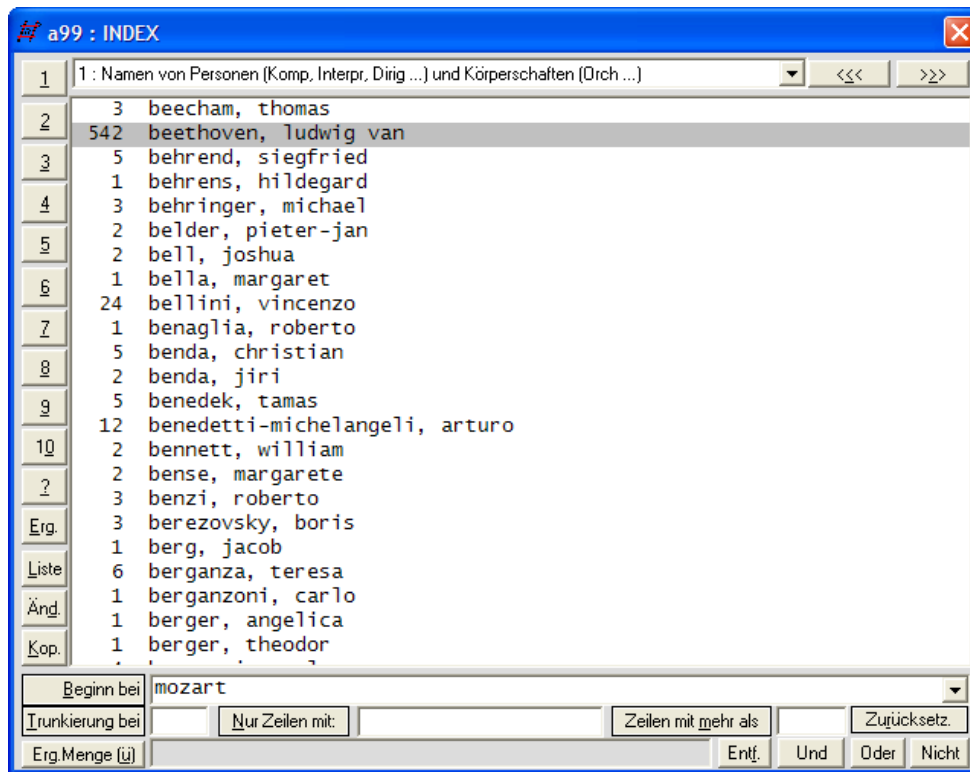 a99 : INDEX
1 1 : Namen von Personen (Komp, Interpr, Dirig ...) und Körperschaften (Orch ...) <<< >>>
2
3
4
5
6
7
8
9
10
?
Erg.
Liste
Änd.
Kop.
3 beecham, thomas
542 beethoven, ludwig van
5 behrend, siegfried
1 behrens, hildegard
3 behringer, michael
2 belder, pieter-jan
2 bell, joshua
1 bella, margaret
24 bellini, vincenzo
1 benaglia, roberto
5 benda, christian
2 benda, jiri
5 benedek, tamas
12 benedetti-michelangeli, arturo
2 bennett, william
2 bense, margarete
3 benzi, roberto
3 berezovsky, boris
1 berg, jacob
6 berganza, teresa
1 berganzoni, carlo
1 berger, angelica
1 berger, theodor
Beginn bei mozart
Trunkierung bei Nur Zeilen mit: Zeilen mit mehr als Zurücksetz.
Erg.Menge (ü) Entf. Und Oder Nicht